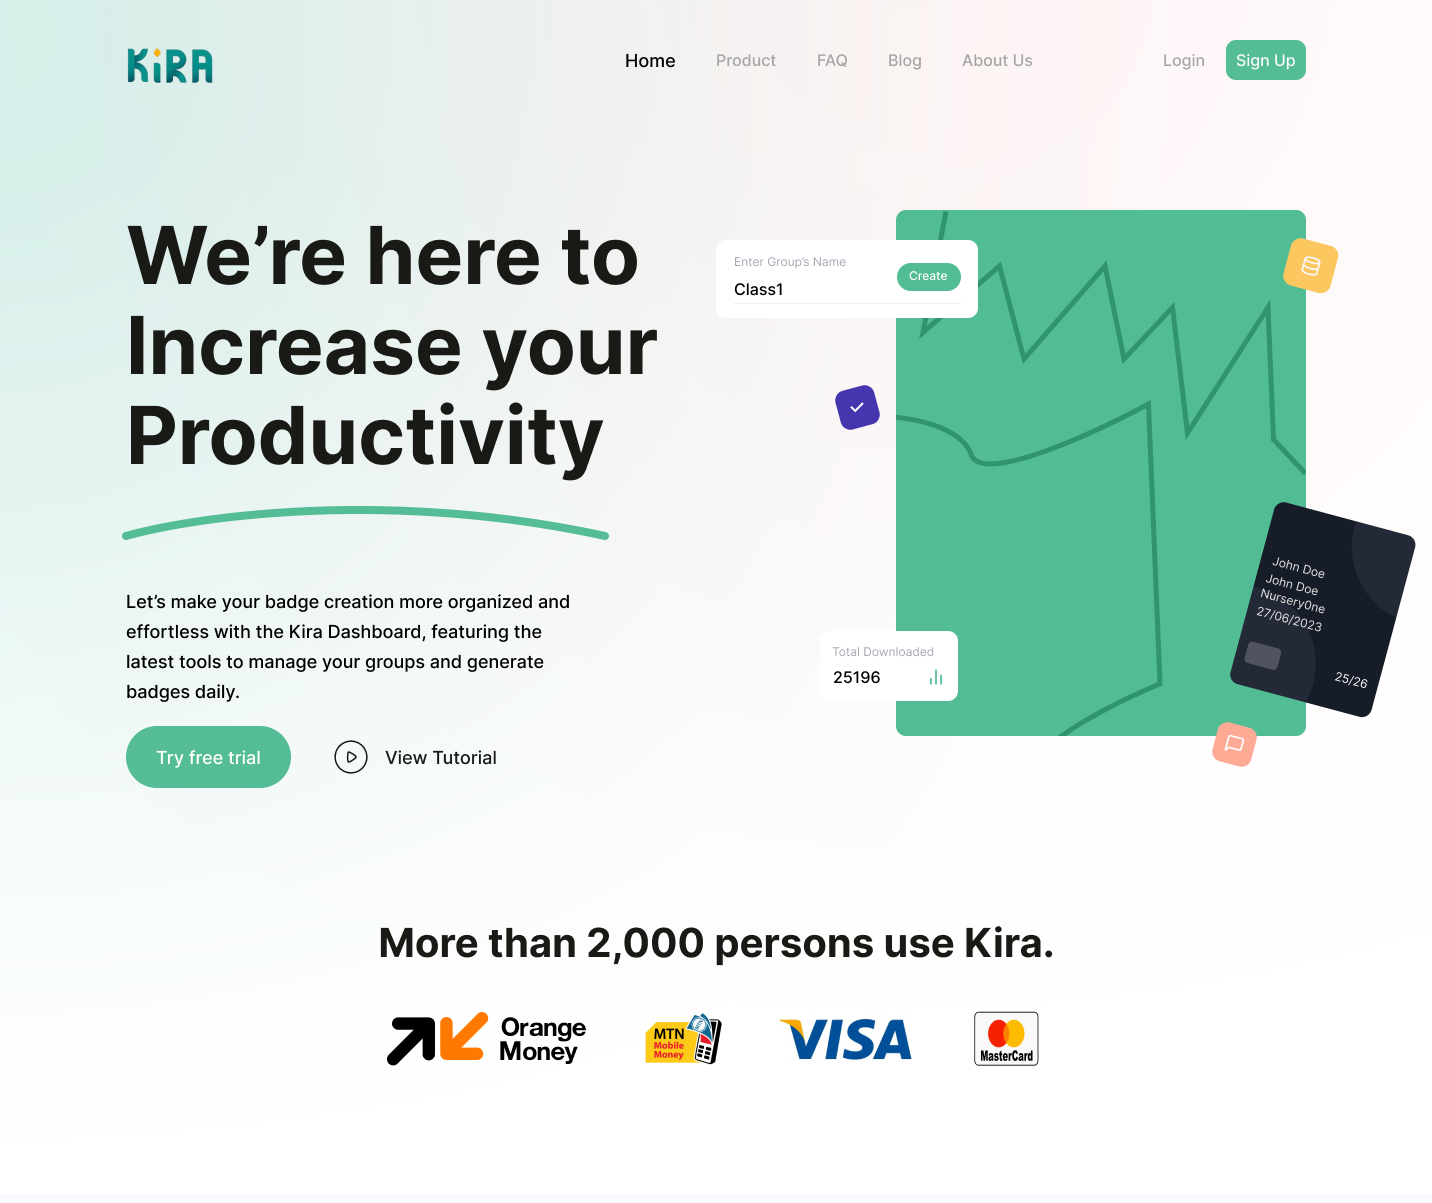 KiRA
Home Product FAQ Blog About Us Login Sign Up
We’re here to
Increase your
Productivity
Enter Group’s Name
Class1
Create
John Doe
John Doe
Nursery0ne
27/06/2023
25/26
Total Downloaded
25196
Let’s make your badge creation more organized and
effortless with the Kira Dashboard, featuring the
latest tools to manage your groups and generate
badges daily.
Try free trial
View Tutorial
More than 2,000 persons use Kira.
Orange
Money
MTN
Mobile
Money
VISA
MasterCard